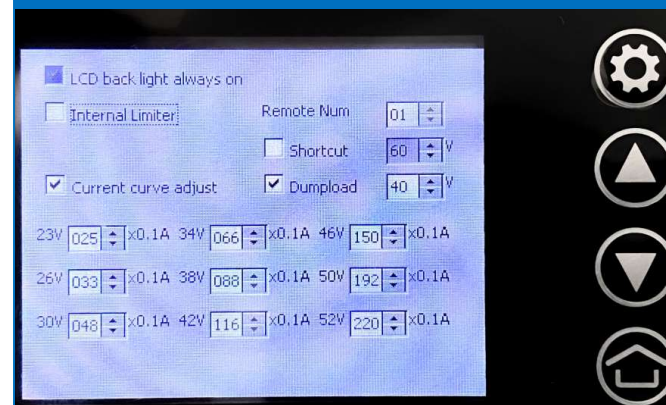 LCD back light always on
Internal Limiter Remote Num 01
Shortcut 60 V
Current curve adjust Dumpload 40 V
23V 025 x0.1A 34V 066 x0.1A 46V 150 x0.1A
26V 033 x0.1A 38V 088 x0.1A 50V 192 x0.1A
30V 048 x0.1A 42V 116 x0.1A 52V 220 x0.1A